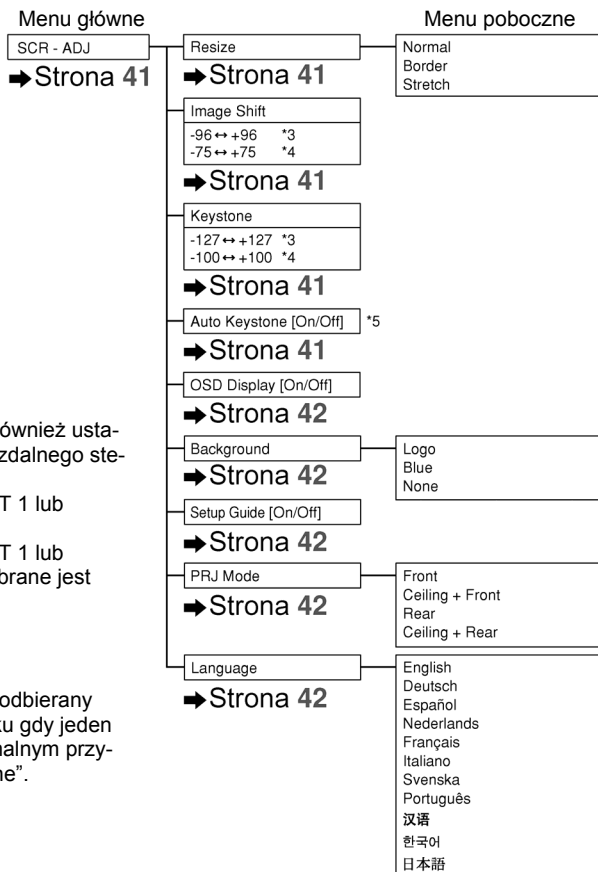 Menu główne
Menu poboczne
SCR - ADJ
➡Strona 41
Resize
➡Strona 41
Normal
Border
Stretch
Image Shift
-96↔+96 *3
-75↔+75 *4
➡Strona 41
Keystone
-127↔+127 *3
-100↔+100 *4
➡Strona 41
Auto Keystone [On/Off] *5
➡Strona 41
OSD Display [On/Off]
➡Strona 42
Background
➡Strona 42
Logo
Blue
None
Setup Guide [On/Off]
➡Strona 42
PRJ Mode
➡Strona 42
Front
Ceiling + Front
Rear
Ceiling + Rear
Language
➡Strona 42
English
Deutsch
Español
Nederlands
Français
Italiano
Svenska
Português
汉语
한국어
日本語
ównież usta-
zdalnego ste-
T 1 lub
T 1 lub
brane jest
odbierany
ku gdy jeden
nalnym przy-
ne”.